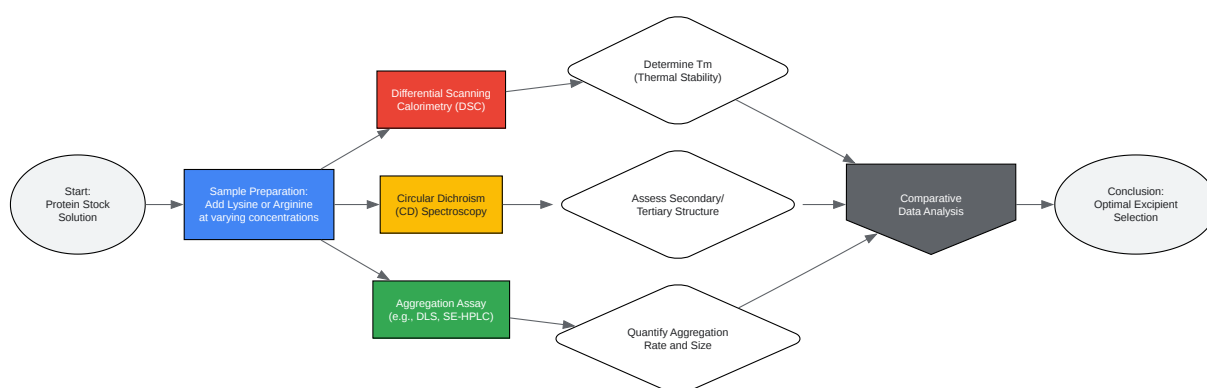 Start:
Protein Stock
Solution
Sample Preparation:
Add Lysine or Arginine
at varying concentrations
Differential Scanning
Calorimetry (DSC)
Circular Dichroism
(CD) Spectroscopy
Aggregation Assay
(e.g., DLS, SE-HPLC)
Determine Tm
(Thermal Stability)
Assess Secondary/
Tertiary Structure
Quantify Aggregation
Rate and Size
Comparative
Data Analysis
Conclusion:
Optimal Excipient
Selection